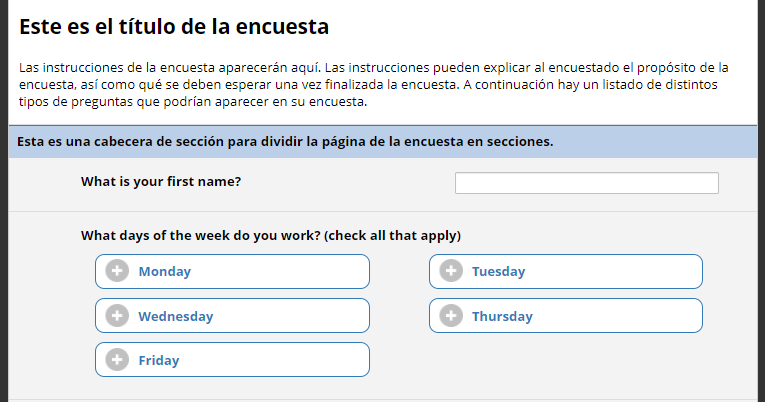 Este es el título de la encuesta
Las instrucciones de la encuesta aparecerán aquí. Las instrucciones pueden explicar al encuestado el propósito de la
encuesta, así como qué se deben esperar una vez finalizada la encuesta. A continuación hay un listado de distintos
tipos de preguntas que podrían aparecer en su encuesta.
Esta es una cabecera de sección para dividir la página de la encuesta en secciones.
What is your first name?
What days of the week do you work? (check all that apply)
Monday
Tuesday
Wednesday
Thursday
Friday